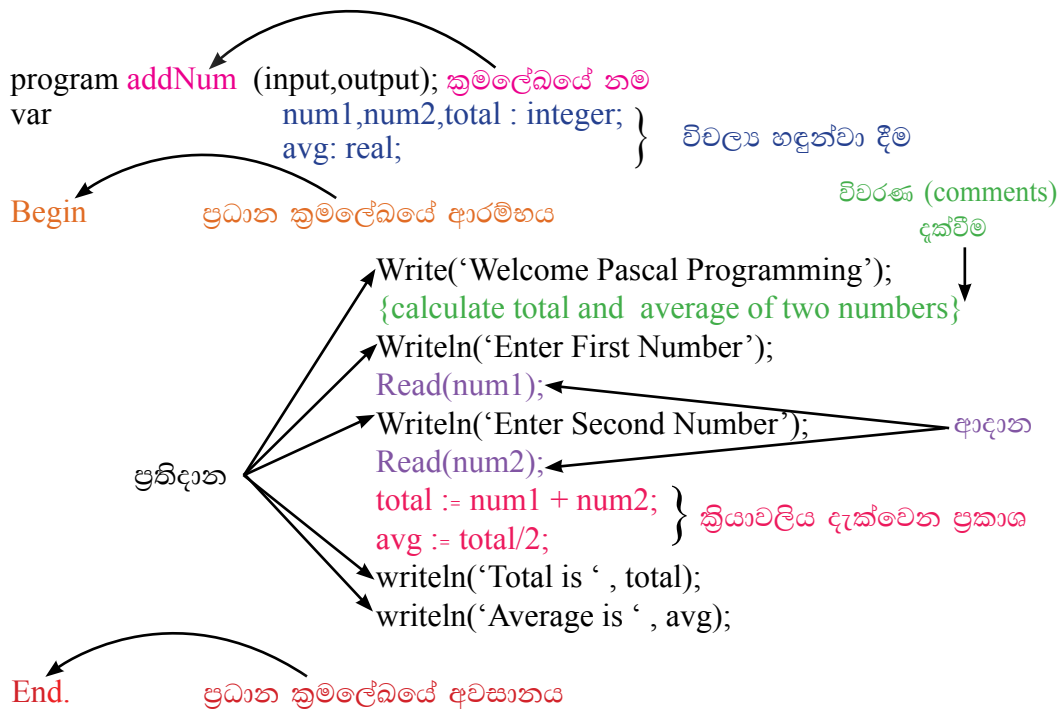 program addNum (input,output); ක්‍රමලේඛයේ නම
var num1,num2,total : integer;
avg: real;
විචල්‍ය හඳුන්වා දීම
Begin ප්‍රධාන ක්‍රමලේඛයේ ආරම්භය
විවරණ (comments)
දැක්වීම
Write(‘Welcome Pascal Programming’);
{calculate total and average of two numbers}
Writeln(‘Enter First Number’);
Read(num1);
Writeln(‘Enter Second Number’);
ආදාන
Read(num2);
ප්‍රතිදාන
total := num1 + num2;
avg := total/2;
ක්‍රියාවලිය දැක්වෙන ප්‍රකාශ
writeln(‘Total is ‘ , total);
writeln(‘Average is ‘ , avg);
End. ප්‍රධාන ක්‍රමලේඛයේ අවසානය